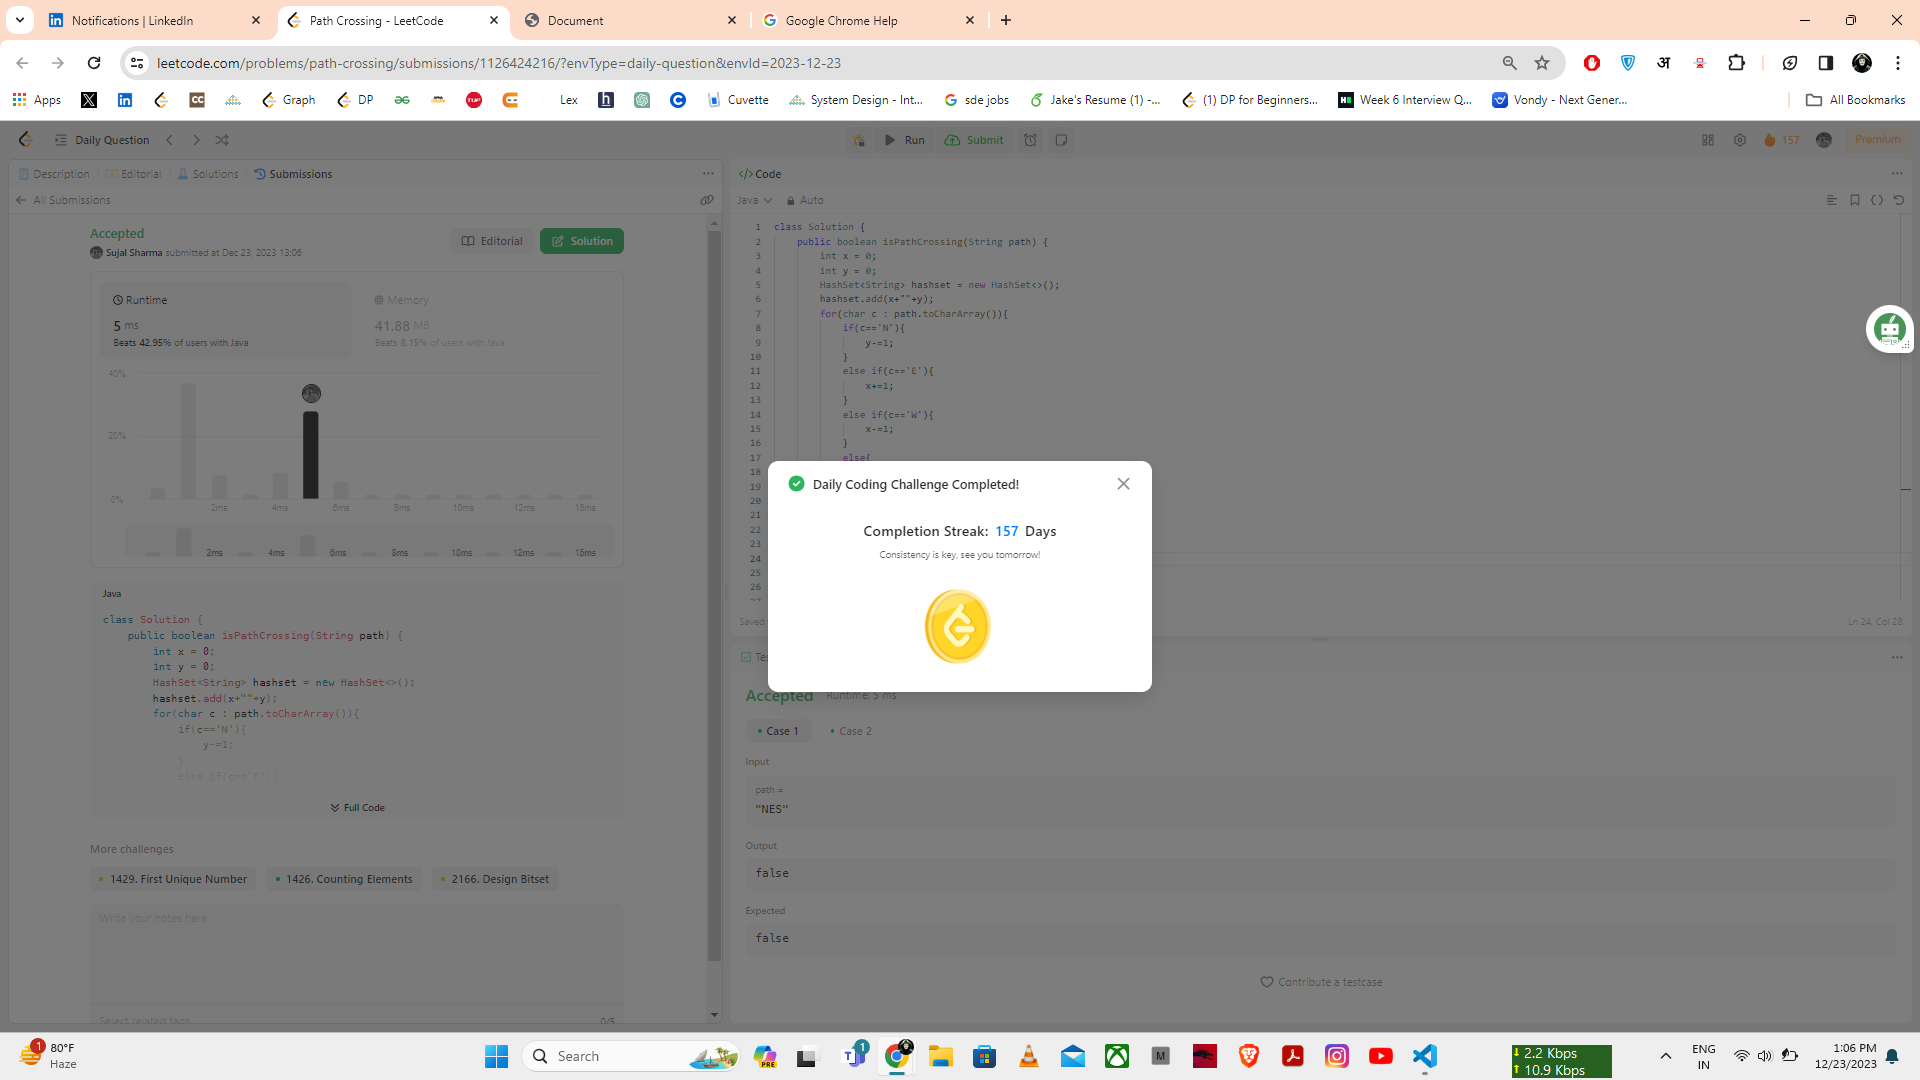 Notifications | LinkedIn
Path Crossing - LeetCode
Document
Google Chrome Help
leetcode.com/problems/path-crossing/submissions/1126424216/?envType=daily-question&envId=2023-12-23
Apps
Graph
DP
Lex
Cuvette
System Design - Int...
sde jobs
Jake's Resume (1) -...
(1) DP for Beginners...
Week 6 Interview Q...
Vondy - Next Gener...
All Bookmarks
Daily Question
Run
Submit
157
Premium
Description
Editorial
Solutions
Submissions
All Submissions
Accepted
Sujal Sharma submitted at Dec 23, 2023 13:06
Editorial
Solution
Runtime
5 ms
Beats 42.95% of users with Java
Memory
41.88 MB
Beats 8.15% of users with Java
40%
20%
0%
2ms 4ms 6ms 8ms 10ms 12ms 15ms
2ms 4ms 6ms 8ms 10ms 12ms 15ms
Java
class Solution {
public boolean isPathCrossing(String path) {
int x = 0;
int y = 0;
HashSet<String> hashset = new HashSet<>();
hashset.add(x+""+y);
for(char c : path.toCharArray()){
if(c=='N'){
y-=1;
}
else if(c=='E'){
Full Code
More challenges
1429. First Unique Number
1426. Counting Elements
2166. Design Bitset
Write your notes here
Select related tags
0/5
Code
Java
Auto
1 class Solution {
2 public boolean isPathCrossing(String path) {
3 int x = 0;
4 int y = 0;
5 HashSet<String> hashset = new HashSet<>();
6 hashset.add(x+""+y);
7 for(char c : path.toCharArray()){
8 if(c=='N'){
9 y-=1;
10 }
11 else if(c=='E'){
12 x+=1;
13 }
14 else if(c=='W'){
15 x-=1;
16 }
17 else{
18
19
20
21
22
23
24
25
26
Saved
Ln 24, Col 28
Daily Coding Challenge Completed!
Completion Streak: 157 Days
Consistency is key, see you tomorrow!
Accepted
Runtime: 5 ms
Case 1
Case 2
Input
path =
"NES"
Output
false
Expected
false
Contribute a testcase
1
80°F
Haze
Search
PRE
1
2.2 Kbps
10.9 Kbps
ENG
IN
1:06 PM
12/23/2023